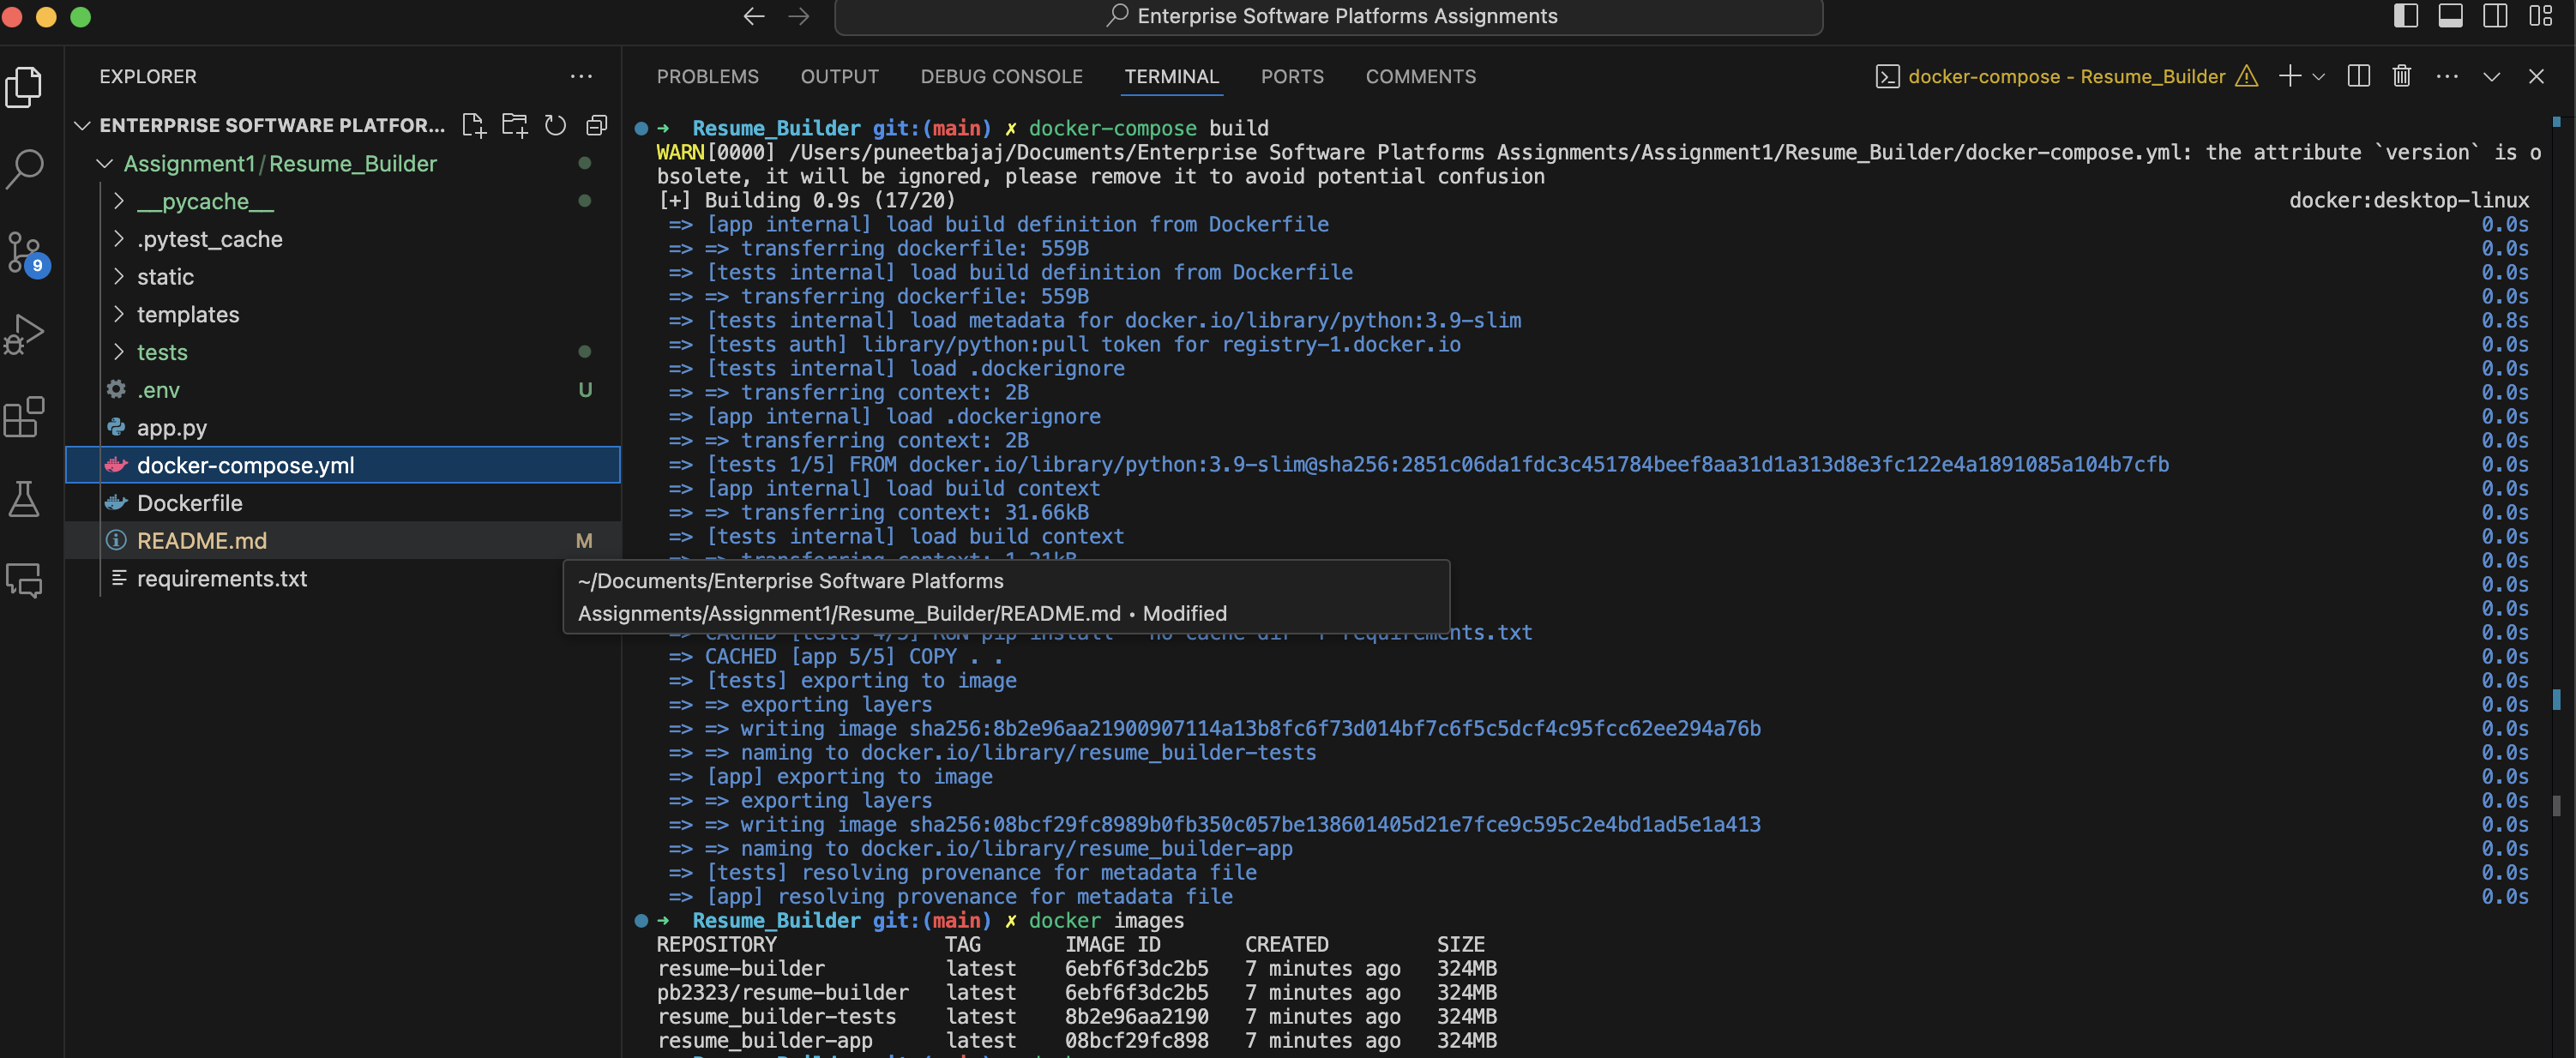 Enterprise Software Platforms Assignments
EXPLORER
ENTERPRISE SOFTWARE PLATFOR...
Assignment1/Resume_Builder
__pycache__
.pytest_cache
static
templates
tests
.env U
app.py
docker-compose.yml
Dockerfile
README.md M
requirements.txt
9
PROBLEMS OUTPUT DEBUG CONSOLE TERMINAL PORTS COMMENTS
docker-compose - Resume_Builder
➜ Resume_Builder git:(main) ✗ docker-compose build
WARN[0000] /Users/puneetbajaj/Documents/Enterprise Software Platforms Assignments/Assignment1/Resume_Builder/docker-compose.yml: the attribute `version` is o
bsolete, it will be ignored, please remove it to avoid potential confusion
[+] Building 0.9s (17/20) docker:desktop-linux
=> [app internal] load build definition from Dockerfile 0.0s
=> => transferring dockerfile: 559B 0.0s
=> [tests internal] load build definition from Dockerfile 0.0s
=> => transferring dockerfile: 559B 0.0s
=> [tests internal] load metadata for docker.io/library/python:3.9-slim 0.8s
=> [tests auth] library/python:pull token for registry-1.docker.io 0.0s
=> [tests internal] load .dockerignore 0.0s
=> => transferring context: 2B 0.0s
=> [app internal] load .dockerignore 0.0s
=> => transferring context: 2B 0.0s
=> [tests 1/5] FROM docker.io/library/python:3.9-slim@sha256:2851c06da1fdc3c451784beef8aa31d1a313d8e3fc122e4a1891085a104b7cfb 0.0s
=> [app internal] load build context 0.0s
=> => transferring context: 31.66kB 0.0s
=> [tests internal] load build context 0.0s
=> => transferring context: 1.21kB 0.0s
~/Documents/Enterprise Software Platforms
Assignments/Assignment1/Resume_Builder/README.md • Modified
0.0s
0.0s
=> CACHED [tests 4/5] RUN pip install --no-cache-dir -r requirements.txt 0.0s
=> CACHED [app 5/5] COPY . . 0.0s
=> [tests] exporting to image 0.0s
=> => exporting layers 0.0s
=> => writing image sha256:8b2e96aa21900907114a13b8fc6f73d014bf7c6f5c5dcf4c95fcc62ee294a76b 0.0s
=> => naming to docker.io/library/resume_builder-tests 0.0s
=> [app] exporting to image 0.0s
=> => exporting layers 0.0s
=> => writing image sha256:08bcf29fc8989b0fb350c057be138601405d21e7fce9c595c2e4bd1ad5e1a413 0.0s
=> => naming to docker.io/library/resume_builder-app 0.0s
=> [tests] resolving provenance for metadata file 0.0s
=> [app] resolving provenance for metadata file 0.0s
➜ Resume_Builder git:(main) ✗ docker images
REPOSITORY TAG IMAGE ID CREATED SIZE
resume-builder latest 6ebf6f3dc2b5 7 minutes ago 324MB
pb2323/resume-builder latest 6ebf6f3dc2b5 7 minutes ago 324MB
resume_builder-tests latest 8b2e96aa2190 7 minutes ago 324MB
resume_builder-app latest 08bcf29fc898 7 minutes ago 324MB